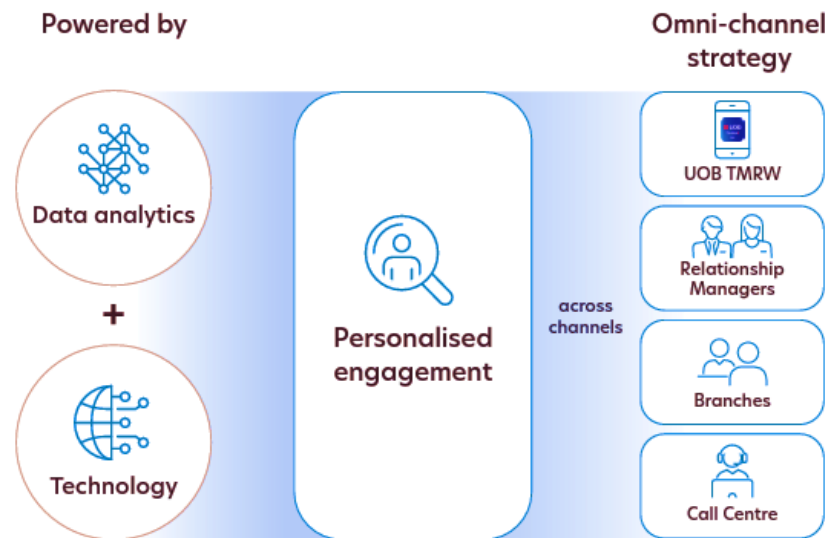 Powered by
Omni-channel
strategy
Data analytics
+
Technology
Personalised
engagement
across
channels
UOB
UOB TMRW
Relationship
Managers
Branches
Call Centre